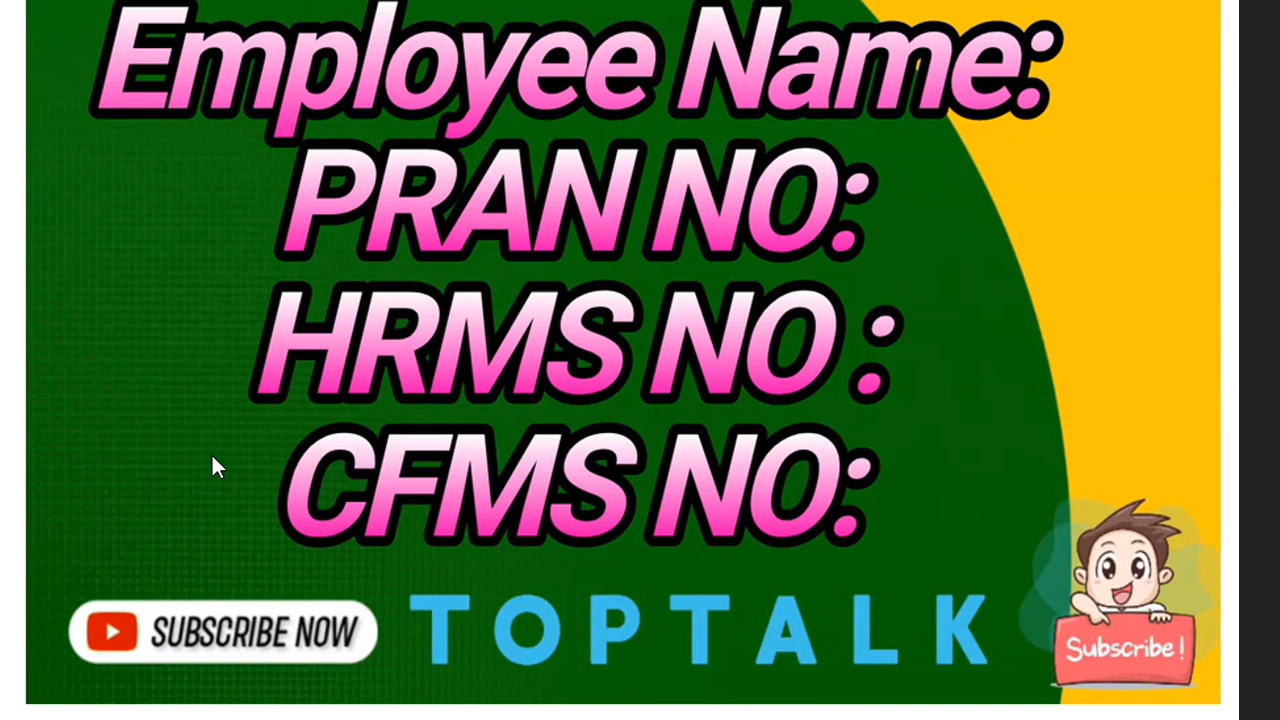 Employee Name:
PRAN NO:
HRMS NO :
CFMS NO:
SUBSCRIBE NOW TOPTALK
Subscribe!